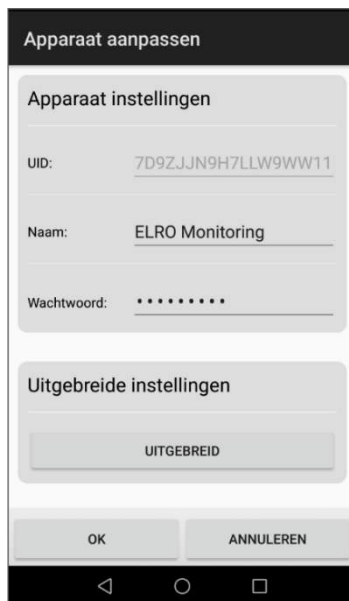 Apparaat aanpassen
Apparaat instellingen
UID: 7D9ZJJN9H7LLW9WW11
Naam: ELRO Monitoring
Wachtwoord: •••••••••
Uitgebreide instellingen
UITGEBREID
OK ANNULEREN